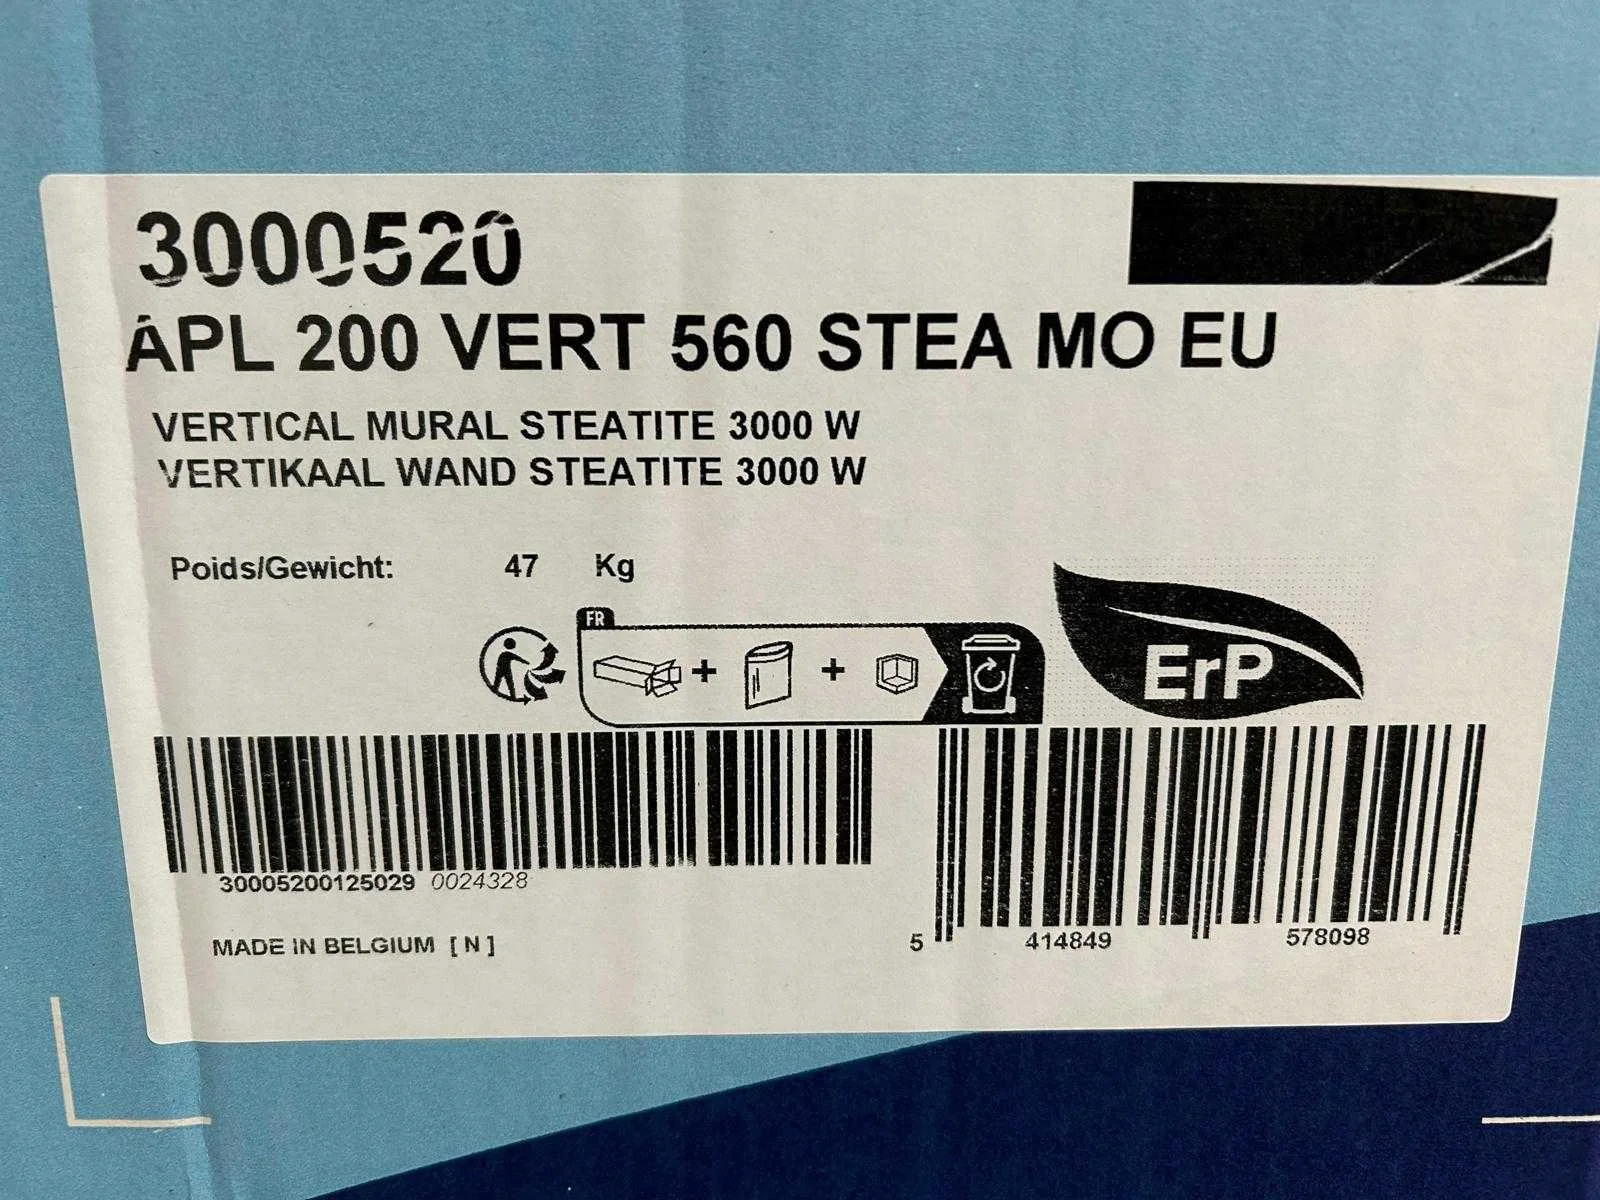 3000520
APL 200 VERT 560 STEA MO EU
VERTICAL MURAL STEATITE 3000 W
VERTIKAAL WAND STEATITE 3000 W
Poids/Gewicht: 47 Kg
FR
ErP
30005200125029 0024328
5 414849 578098
MADE IN BELGIUM [ N ]